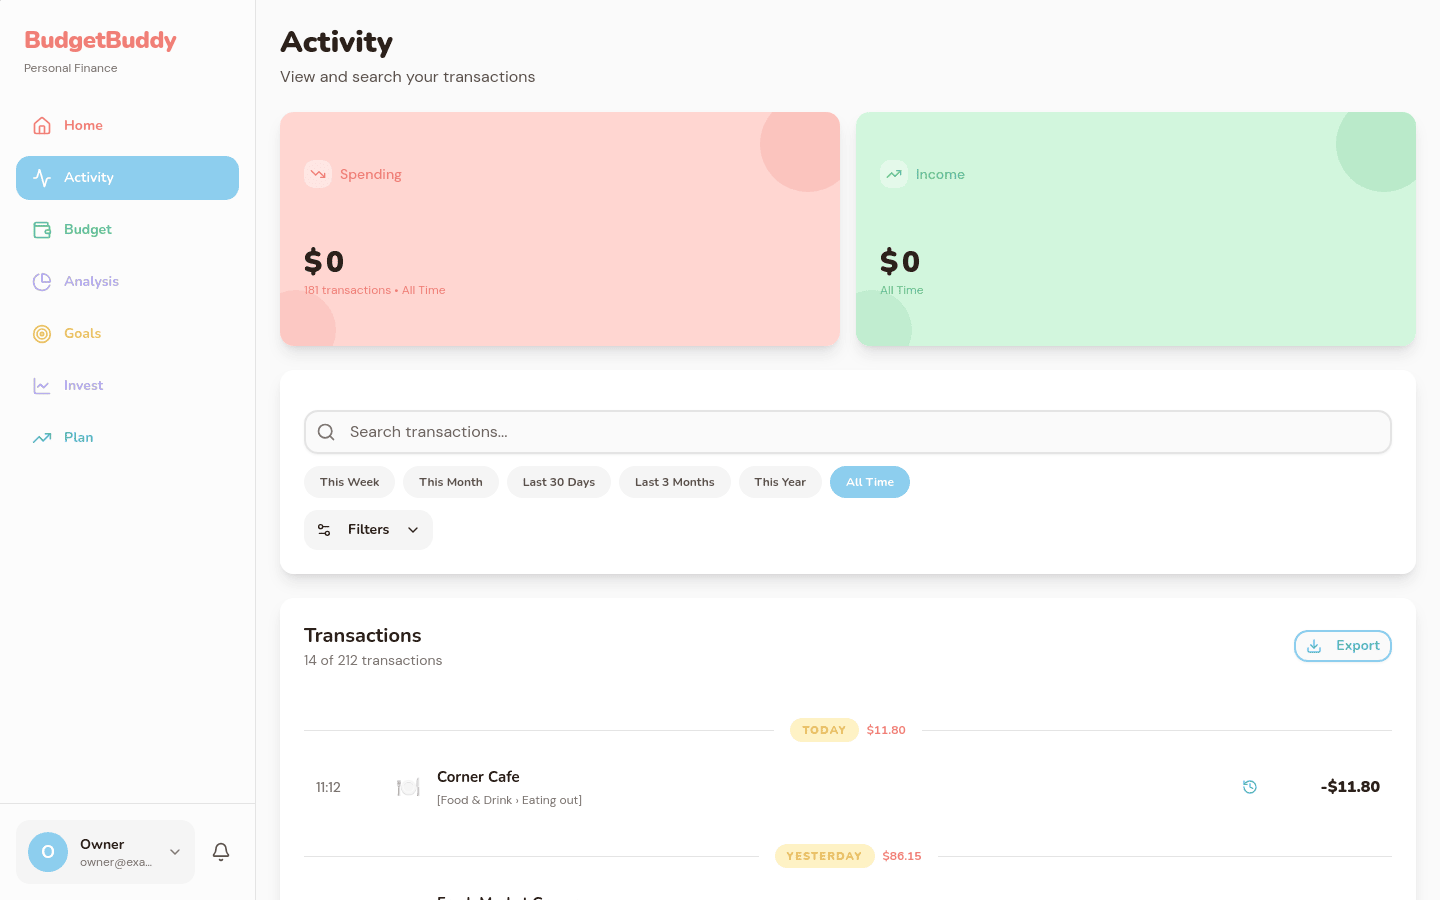 BudgetBuddy
Personal Finance
Home
Activity
Budget
Analysis
Goals
Invest
Plan
O
Owner
owner@exa...
Activity
View and search your transactions
Spending
$0
181 transactions • All Time
Income
$0
All Time
Search transactions...
This Week
This Month
Last 30 Days
Last 3 Months
This Year
All Time
Filters
Transactions
14 of 212 transactions
Export
TODAY $11.80
11:12
Corner Cafe
[Food & Drink › Eating out]
-$11.80
YESTERDAY $86.15